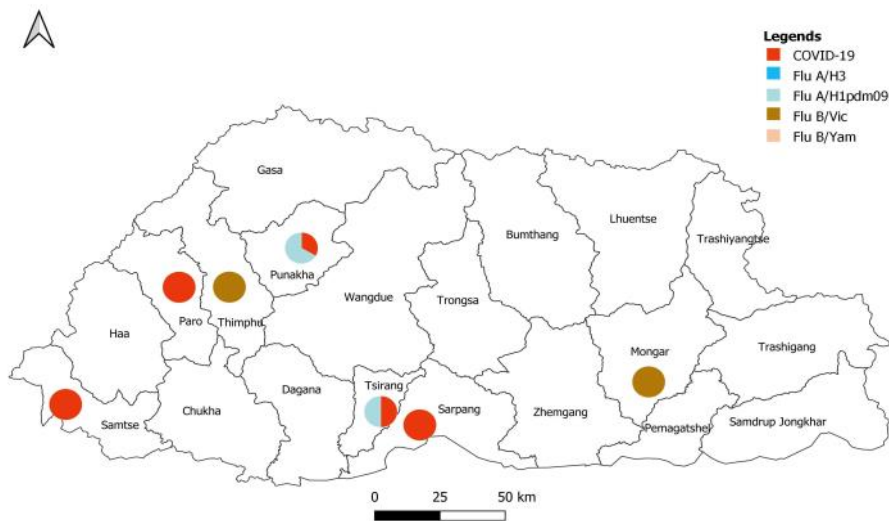 Legends
COVID-19
Flu A/H3
Flu A/H1pdm09
Flu B/Vic
Flu B/Yam
Gasa
Bumthang
Lhuentse
Trashiyangtse
Punakha
Wangdue
Trongsa
Paro
Thimphu
Haa
Mongar
Trashigang
Dagana
Tsirang
Sarpang
Zhemgang
Chukha
Samtse
Pemagatshel
Samdrup Jongkhar
0 25 50 km